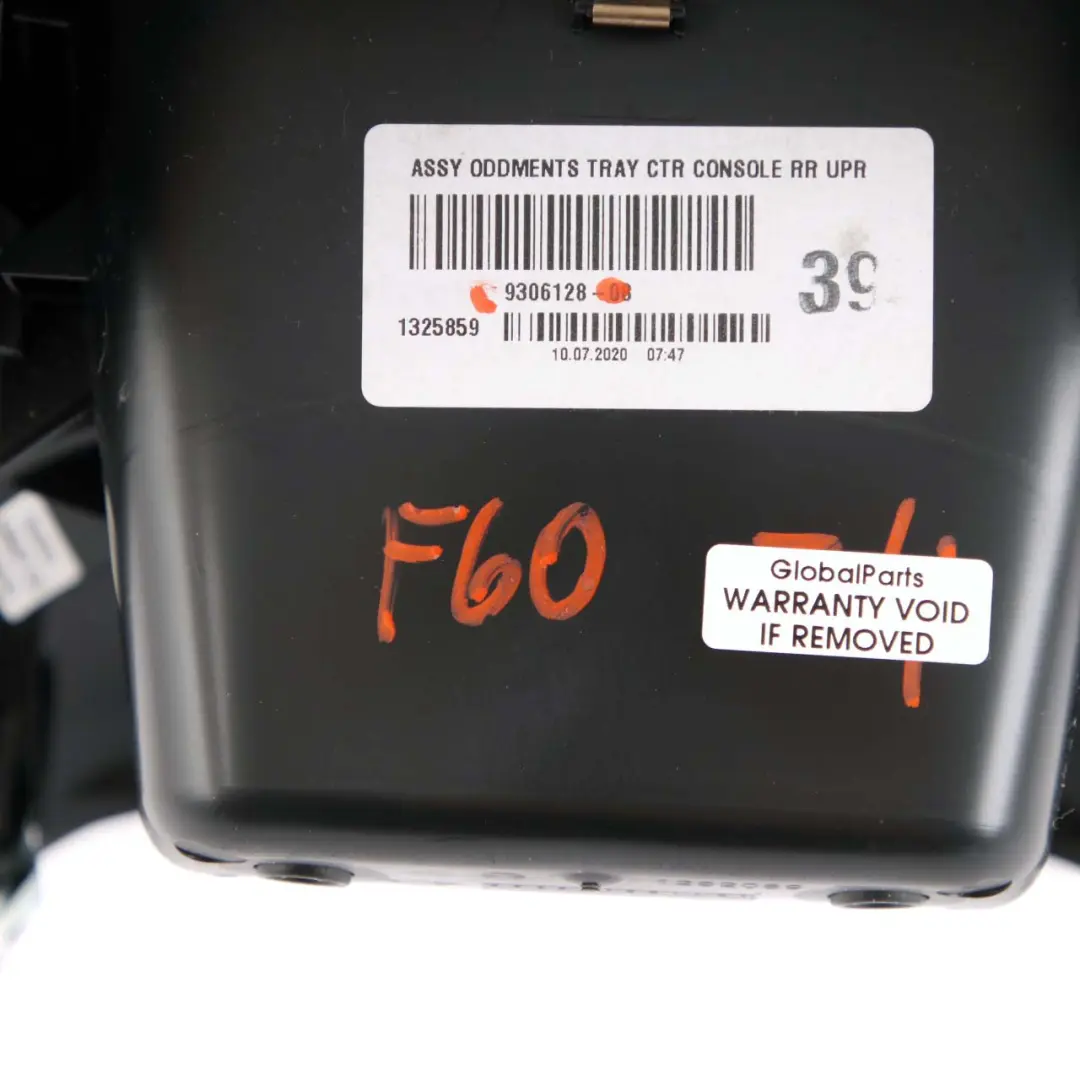 ASSY ODDMENTS TRAY CTR CONSOLE RR UPR
39
9306128-08
1325859
10.07.2020 07:47
F60
GlobalParts
WARRANTY VOID
IF REMOVED